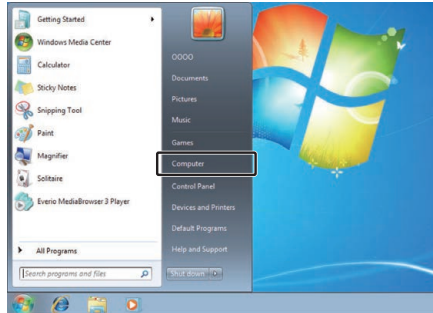 Getting Started
Windows Media Center
Calculator
Sticky Notes
Snipping Tool
Paint
Magnifier
Solitaire
Everio MediaBrowser 3 Player
All Programs
Search programs and files
OOOO
Documents
Pictures
Music
Games
Computer
Control Panel
Devices and Printers
Default Programs
Help and Support
Shut down